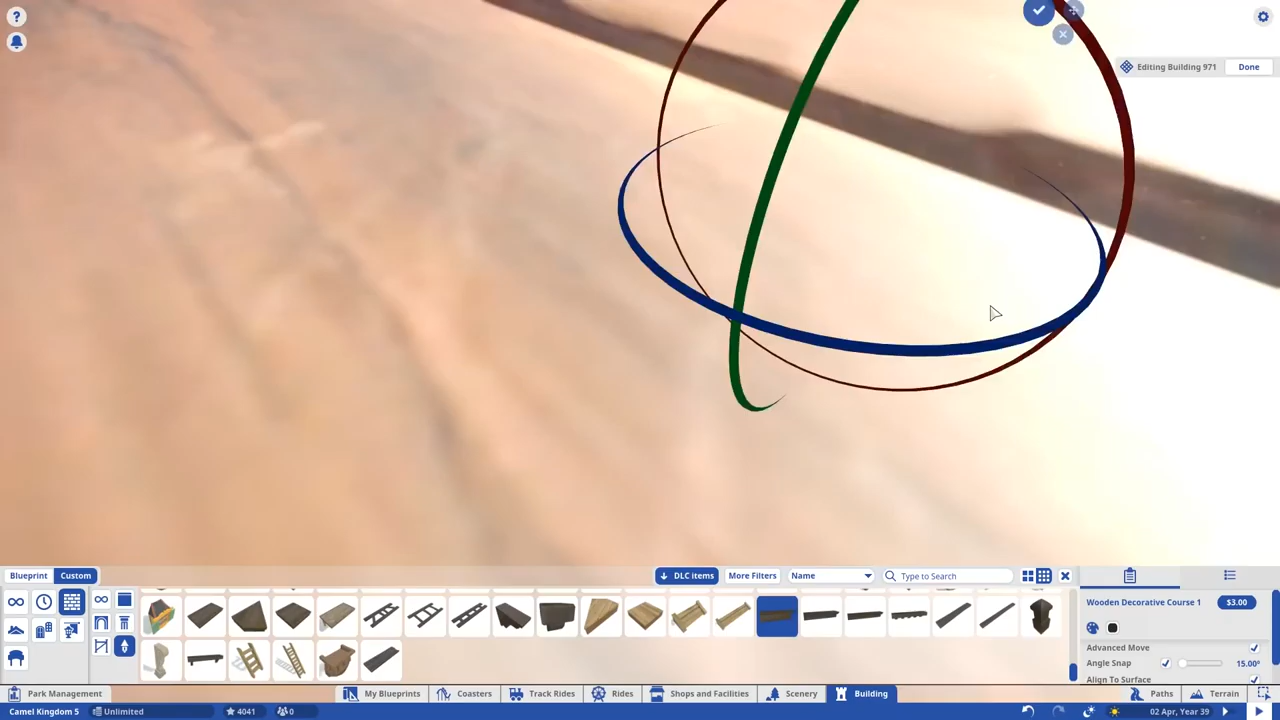 Editing Building 971 Done
Blueprint Custom DLC items More Filters Name Type to Search
Wooden Decorative Course 1 $3.00
Advanced Move
Angle Snap 15.00°
Align To Surface
Park Management My Blueprints Coasters Track Rides Rides Shops and Facilities Scenery Building Paths Terrain
Camel Kingdom 5 Unlimited 4041 0 02 Apr, Year 39